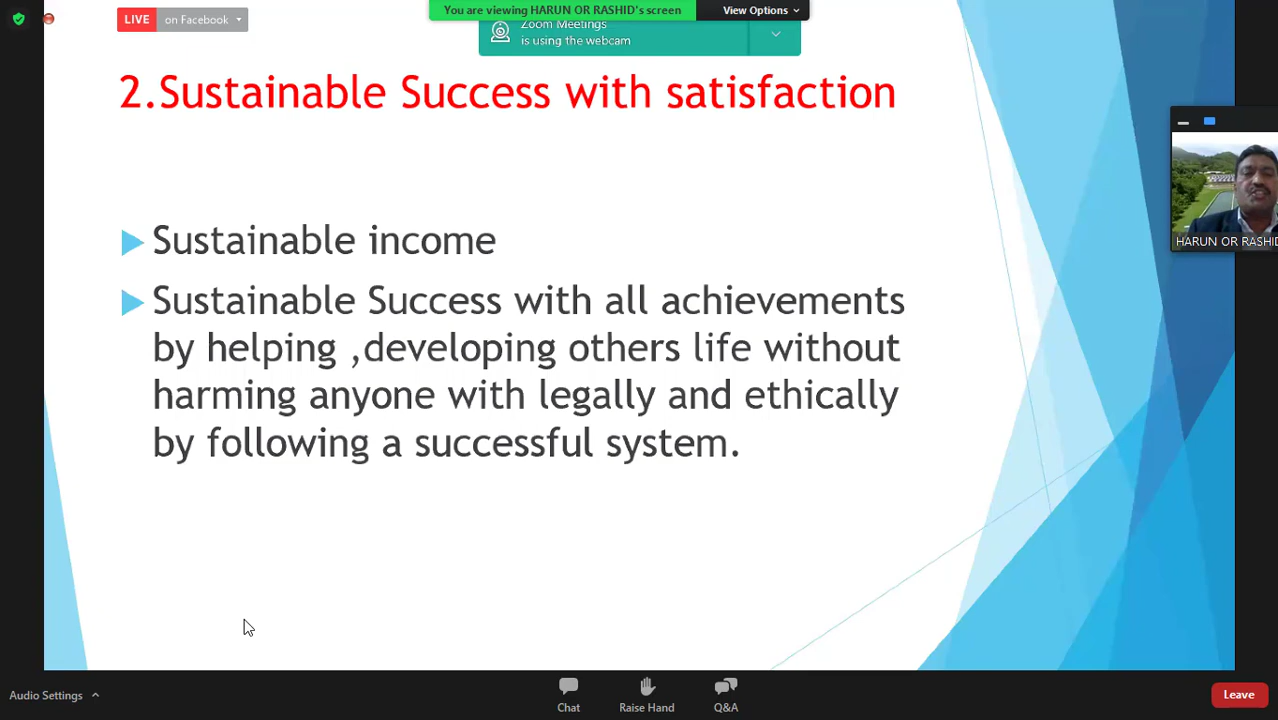 You are viewing HARUN OR RASHID's screen
View Options
LIVE on Facebook
Zoom Meetings
is using the webcam
2.Sustainable Success with satisfaction
Sustainable income
Sustainable Success with all achievements
by helping ,developing others life without
harming anyone with legally and ethically
by following a successful system.
HARUN OR RASHID
Audio Settings
Chat
Raise Hand
Q&A
Leave